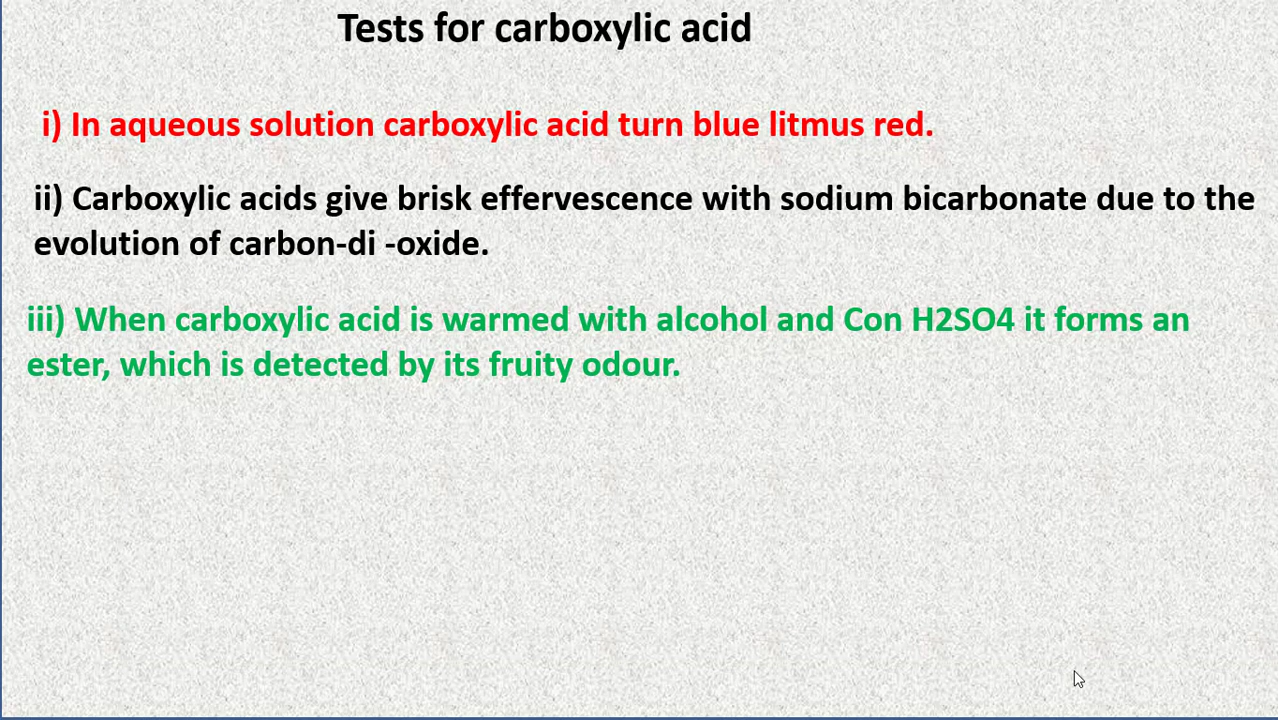 Tests for carboxylic acid
i) In aqueous solution carboxylic acid turn blue litmus red.
ii) Carboxylic acids give brisk effervescence with sodium bicarbonate due to the
evolution of carbon-di -oxide.
iii) When carboxylic acid is warmed with alcohol and Con H2SO4 it forms an
ester, which is detected by its fruity odour.